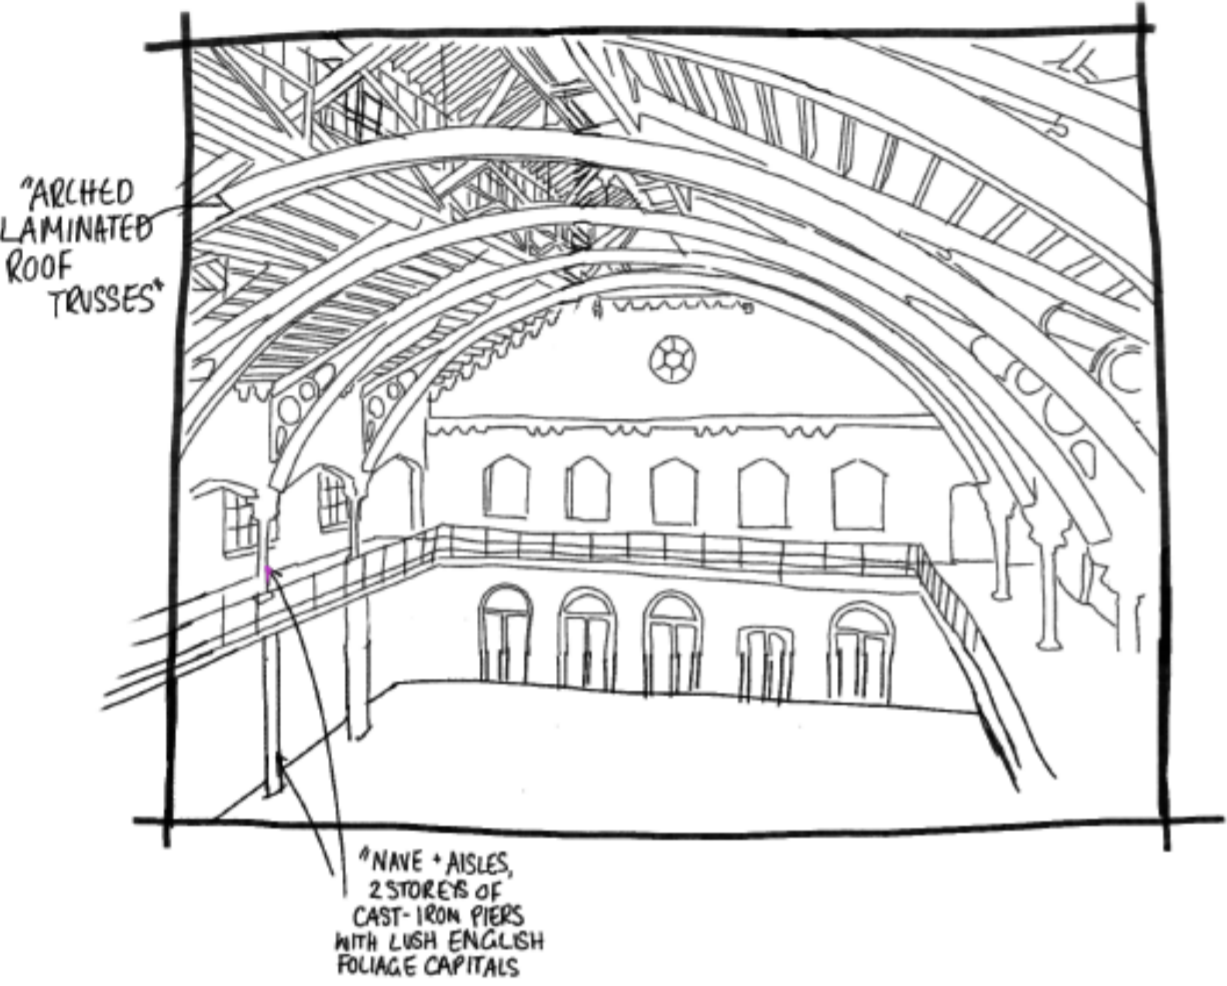 "ARCHED
LAMINATED
ROOF
TRUSSES"
"NAVE + AISLES,
2 STOREYS OF
CAST-IRON PIERS
WITH LUSH ENGLISH
FOLIAGE CAPITALS